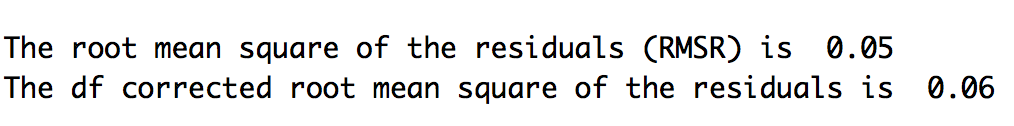 The root mean square of the residuals (RMSR) is  0.05
The df corrected root mean square of the residuals is  0.06